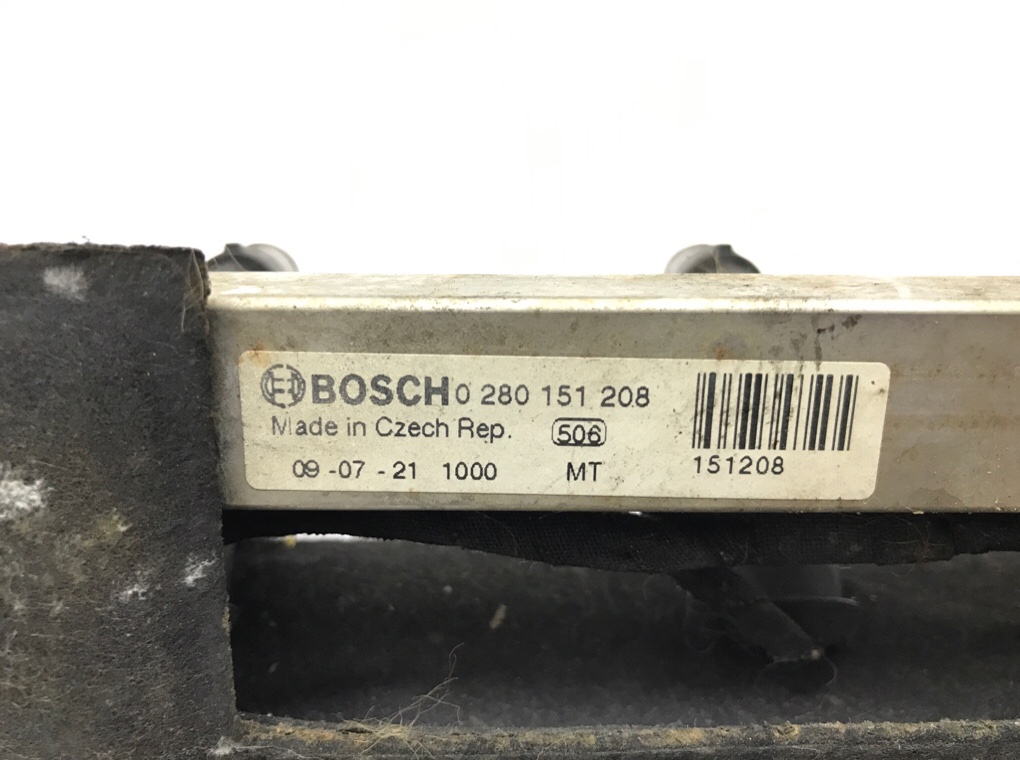 BOSCH 0 280 151 208
Made in Czech Rep. 506
09-07-21 1000 MT
151208